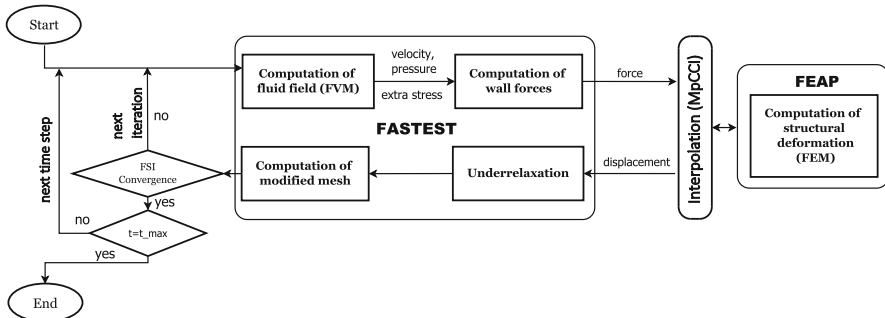 Start
Computation of
fluid field (FVM)
velocity,
pressure
extra stress
Computation of
wall forces
force
Interpolation (MpCCI)
FEAP
Computation of
structural
deformation
(FEM)
FASTEST
displacement
Underrelaxation
Computation of
modified mesh
FSI
Convergence
no
next
iteration
next time step
yes
no
t=t_max
yes
End